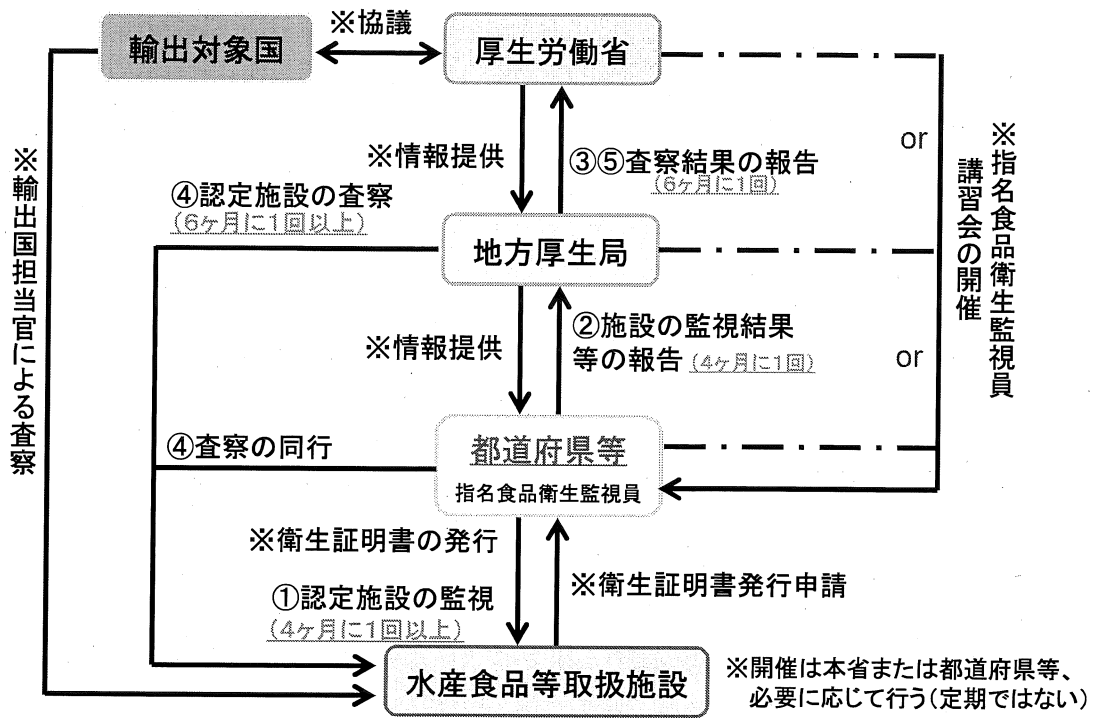 ※協議
輸出対象国
厚生労働省
or
※情報提供
③⑤査察結果の報告
(6ヶ月に1回)
④認定施設の査察
(6ヶ月に1回以上)
※指名食品衛生監視員
講習会の開催
※輸出国担当官による査察
地方厚生局
※情報提供
②施設の監視結果
等の報告 (4ヶ月に1回)
or
④査察の同行
都道府県等
指名食品衛生監視員
※衛生証明書の発行
※衛生証明書発行申請
①認定施設の監視
(4ヶ月に1回以上)
水産食品等取扱施設
※開催は本省または都道府県等、
必要に応じて行う(定期ではない)